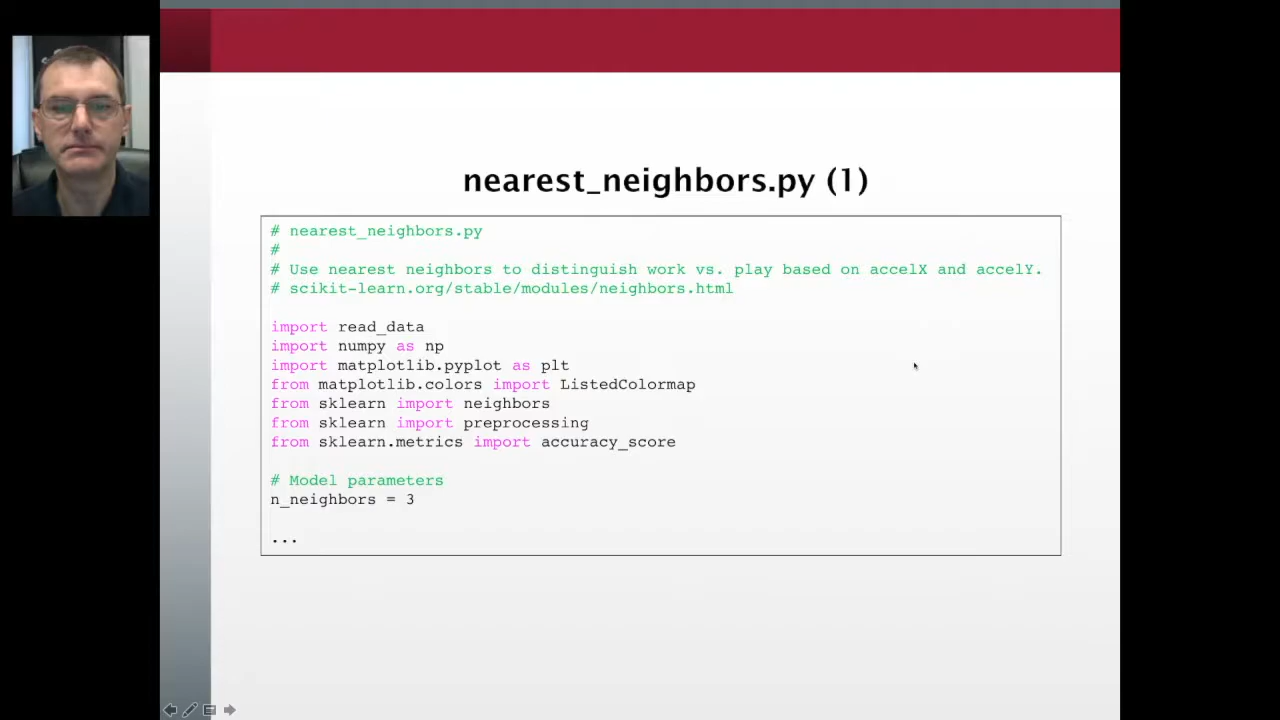 nearest_neighbors.py (1)
# nearest_neighbors.py
#
# Use nearest neighbors to distinguish work vs. play based on accelX and accelY.
# scikit-learn.org/stable/modules/neighbors.html
import read_data
import numpy as np
import matplotlib.pyplot as plt
from matplotlib.colors import ListedColormap
from sklearn import neighbors
from sklearn import preprocessing
from sklearn.metrics import accuracy_score
# Model parameters
n_neighbors = 3
...